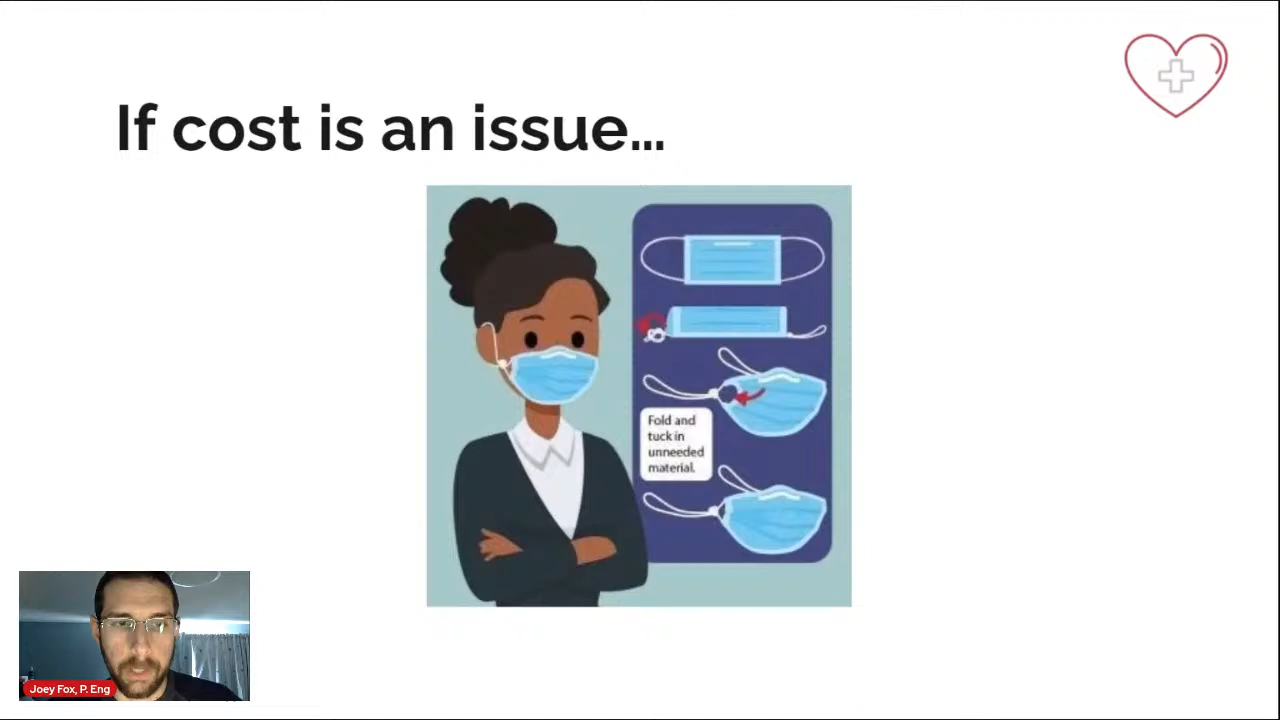 If cost is an issue...
Fold and
tuck in
unneeded
material.
Joey Fox, P. Eng